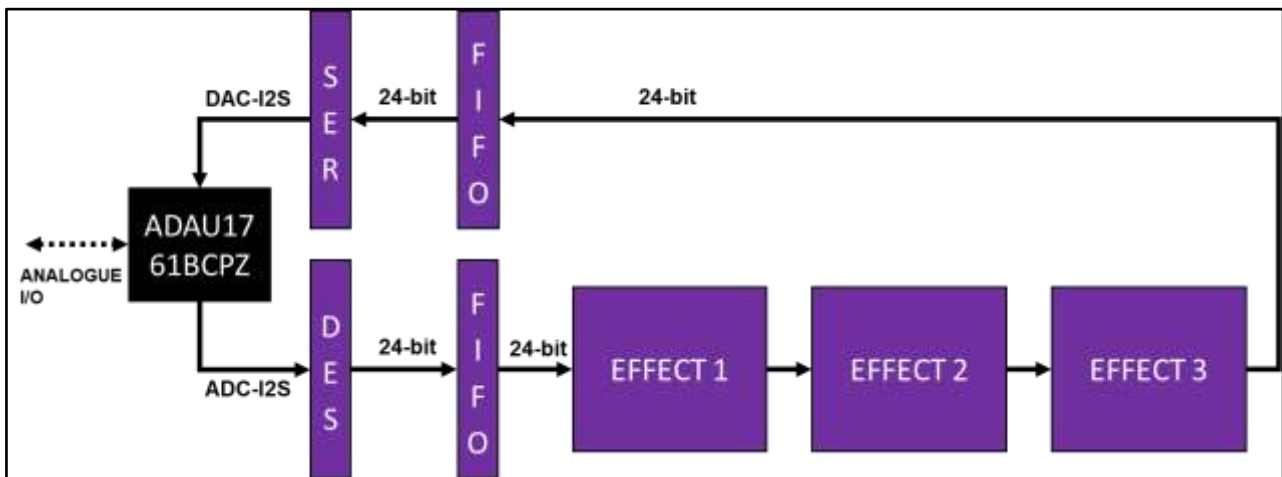 S
E
R
F
I
F
O
DAC-I2S
24-bit
24-bit
ADAU17
61BCPZ
ANALOGUE
I/O
ADC-I2S
D
E
S
24-bit
F
I
F
O
24-bit
EFFECT 1
EFFECT 2
EFFECT 3